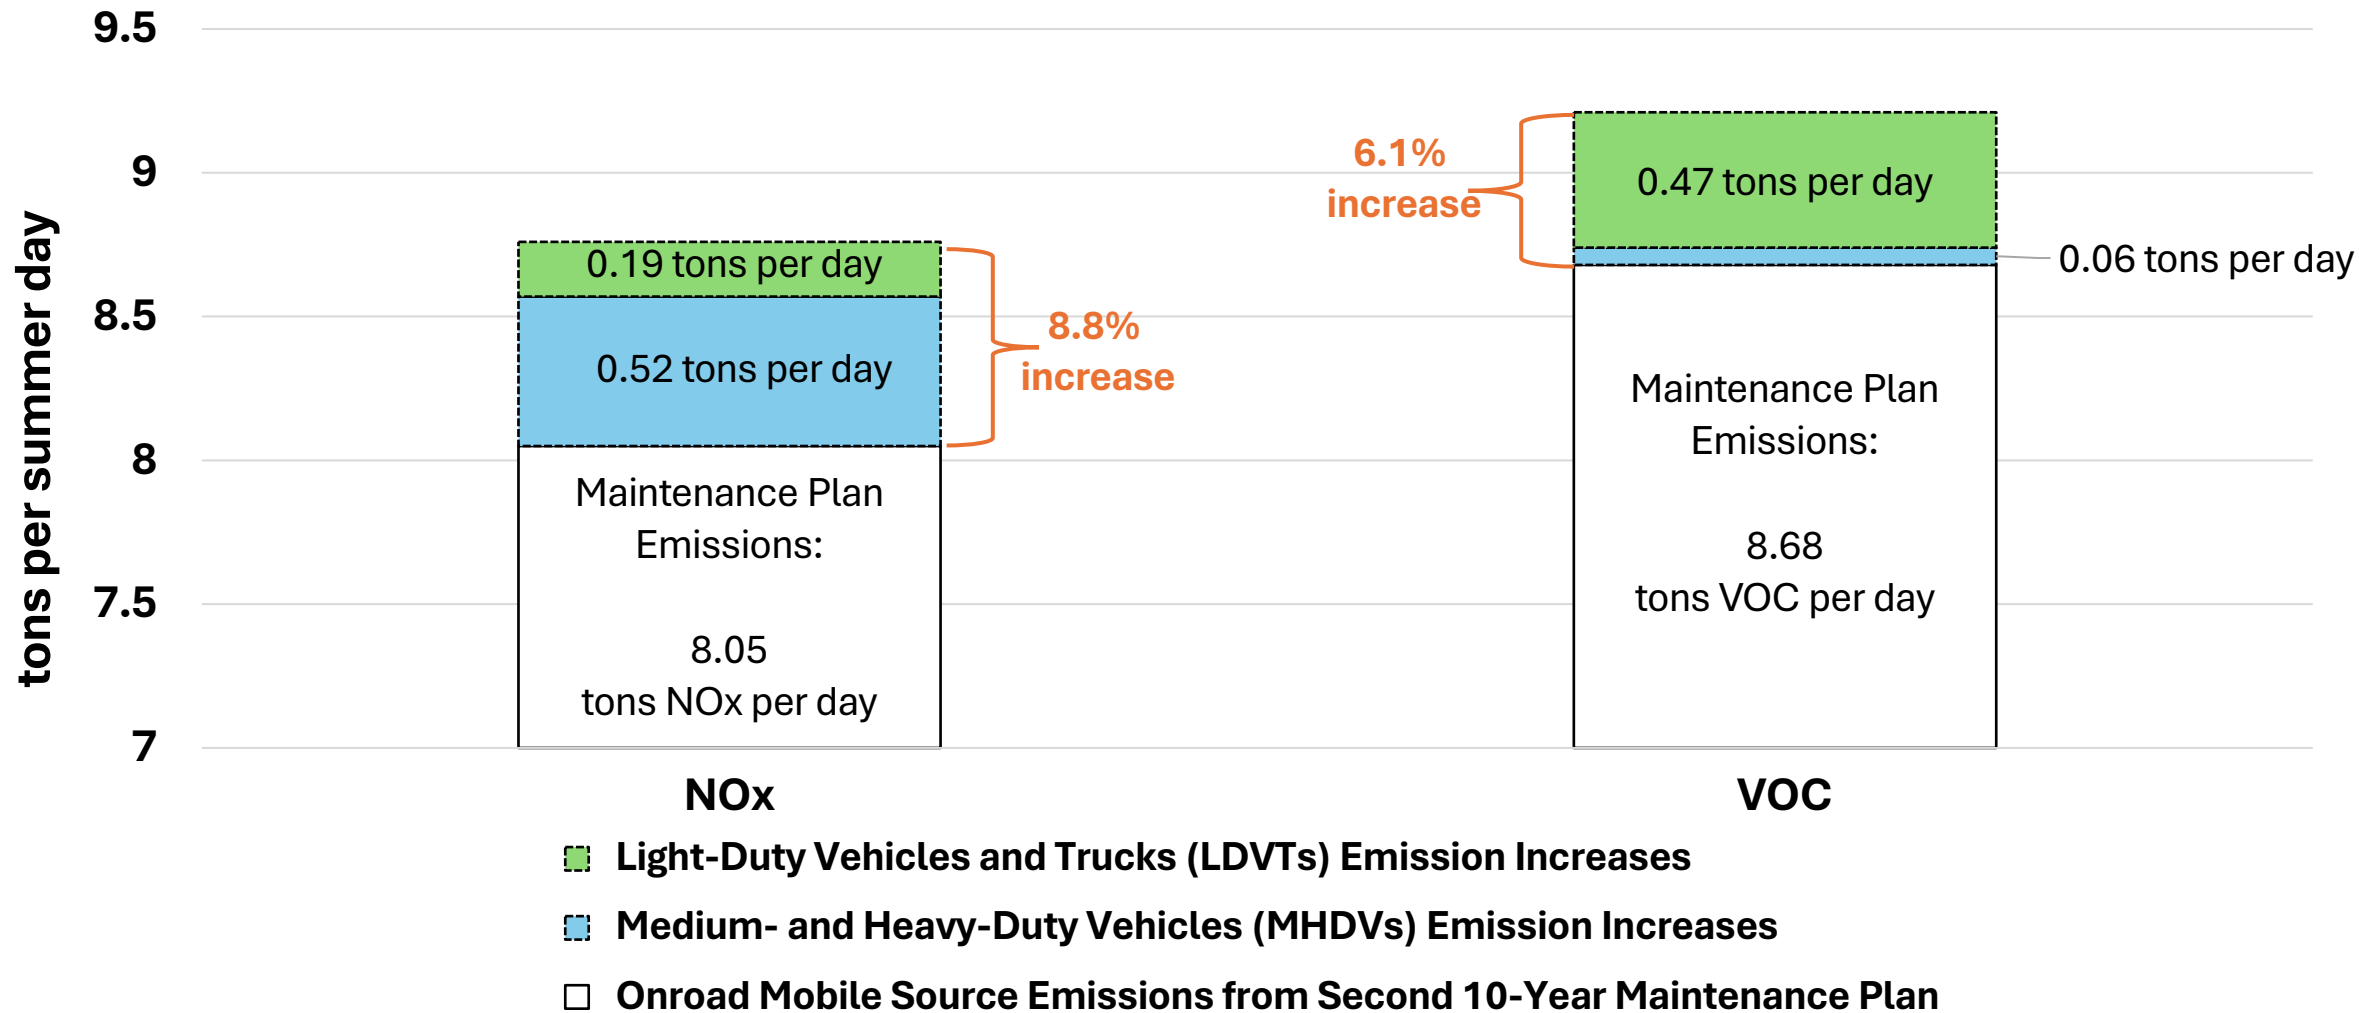 9.5
9
8.5
8
7.5
7
tons per summer day
0.19 tons per day
0.52 tons per day
8.8%
increase
Maintenance Plan
Emissions:
8.05
tons NOx per day
6.1%
increase
0.47 tons per day
0.06 tons per day
Maintenance Plan
Emissions:
8.68
tons VOC per day
NOx
VOC
Light-Duty Vehicles and Trucks (LDVTs) Emission Increases
Medium- and Heavy-Duty Vehicles (MHDVs) Emission Increases
Onroad Mobile Source Emissions from Second 10-Year Maintenance Plan